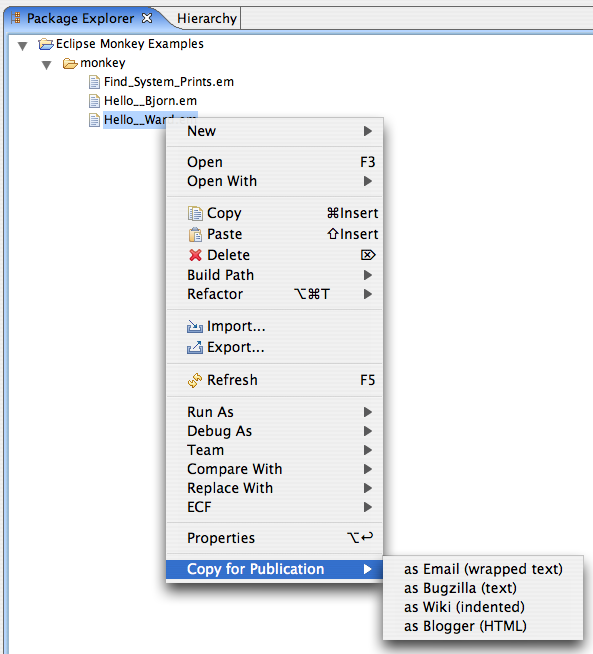 Package Explorer Hierarchy
Eclipse Monkey Examples
monkey
Find_System_Prints.em
Hello__Bjorn.em
Hello__Ward.em
New
Open F3
Open With
Copy ⌘Insert
Paste ⇧Insert
Delete ⌦
Build Path
Refactor ⌥⌘T
Import...
Export...
Refresh F5
Run As
Debug As
Team
Compare With
Replace With
ECF
Properties ⌥↩
Copy for Publication
as Email (wrapped text)
as Bugzilla (text)
as Wiki (indented)
as Blogger (HTML)